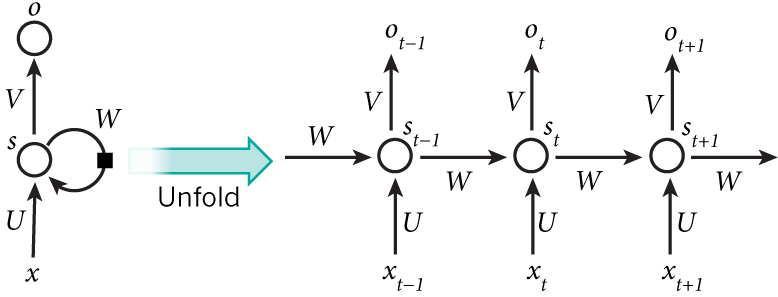 o
V
W
s
U
x
Unfold
o_{t-1} o_t o_{t+1}
V V V
W s_{t-1} s_t s_{t+1}
W W W
U U U
x_{t-1} x_t x_{t+1}